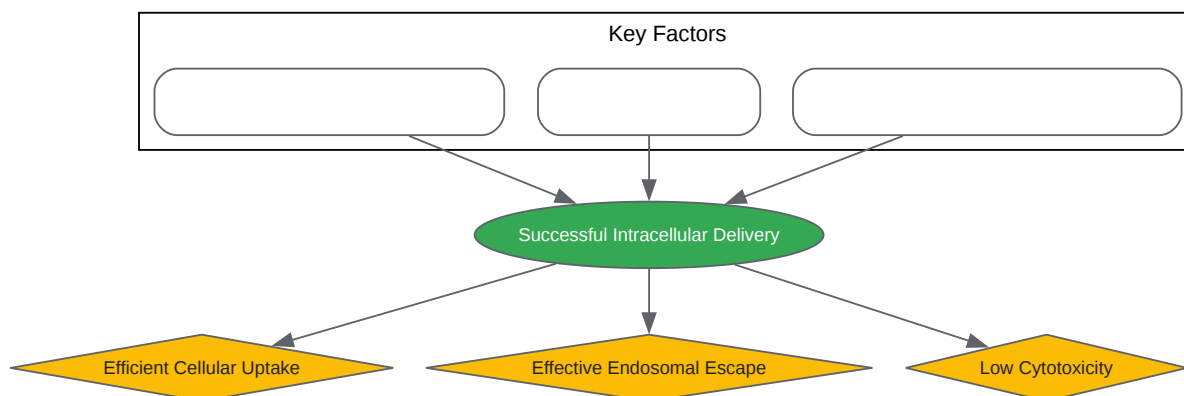 Key Factors
Successful Intracellular Delivery
Efficient Cellular Uptake
Effective Endosomal Escape
Low Cytotoxicity